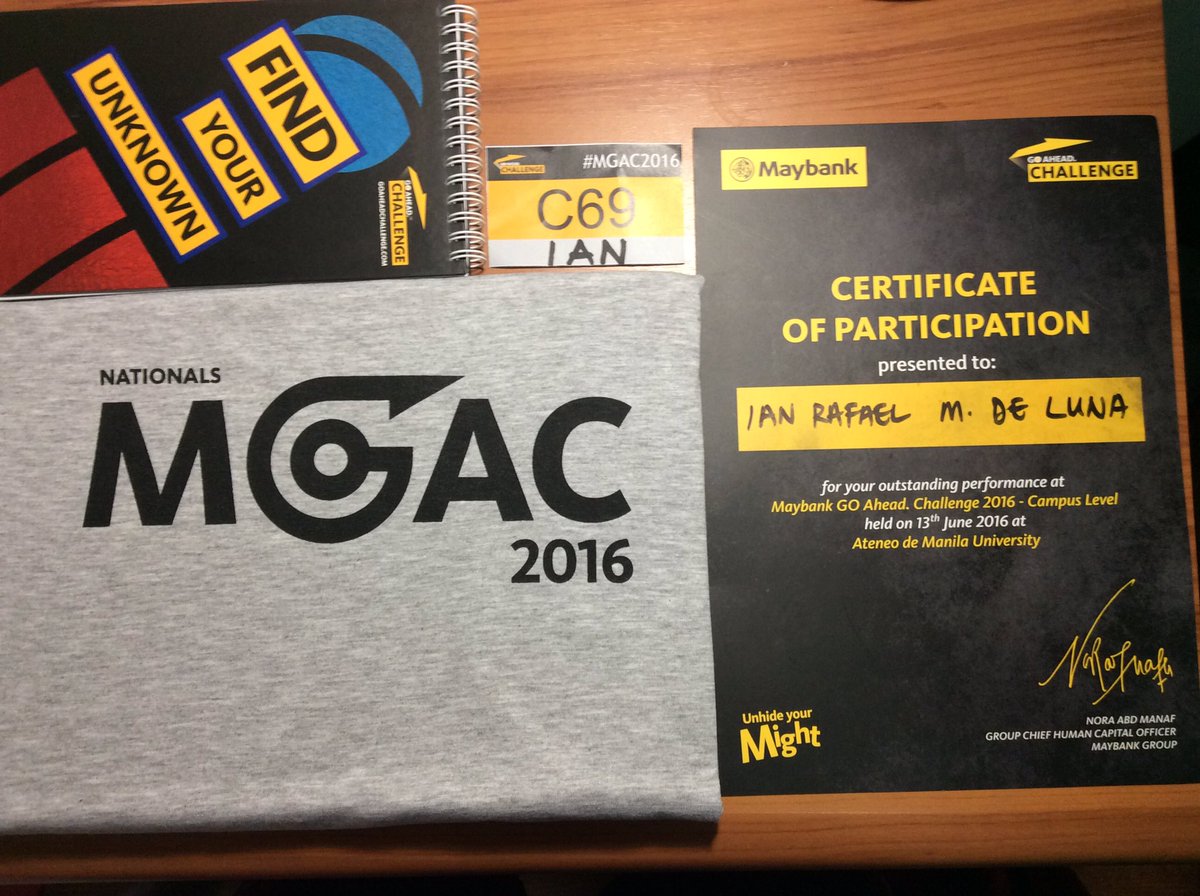 FIND
YOUR
UNKNOWN
GO AHEAD.
CHALLENGE
GOAHEADCHALLENGE.COM
GO AHEAD.
CHALLENGE
#MGAC2016
C69
IAN
NATIONALS
MGAC
2016
Maybank
GO AHEAD.
CHALLENGE
CERTIFICATE
OF PARTICIPATION
presented to:
IAN RAFAEL M. DE LUNA
for your outstanding performance at
Maybank GO Ahead. Challenge 2016 - Campus Level
held on 13th June 2016 at
Ateneo de Manila University
Unhide your
Might
NORA ABD MANAF
GROUP CHIEF HUMAN CAPITAL OFFICER
MAYBANK GROUP